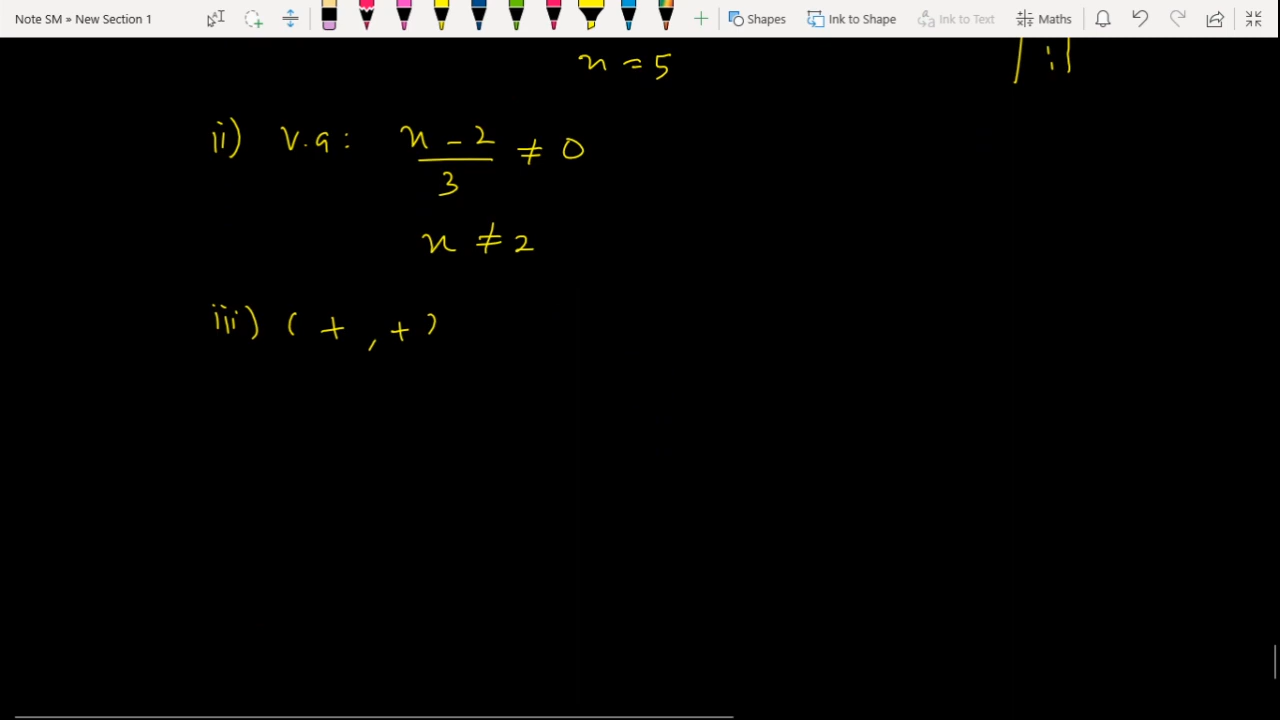 Note SM » New Section 1
Shapes
Ink to Shape
Ink to Text
Maths
x = 5
ii) V.a: x - 2 / 3 ≠ 0
x ≠ 2
iii) ( + , + )